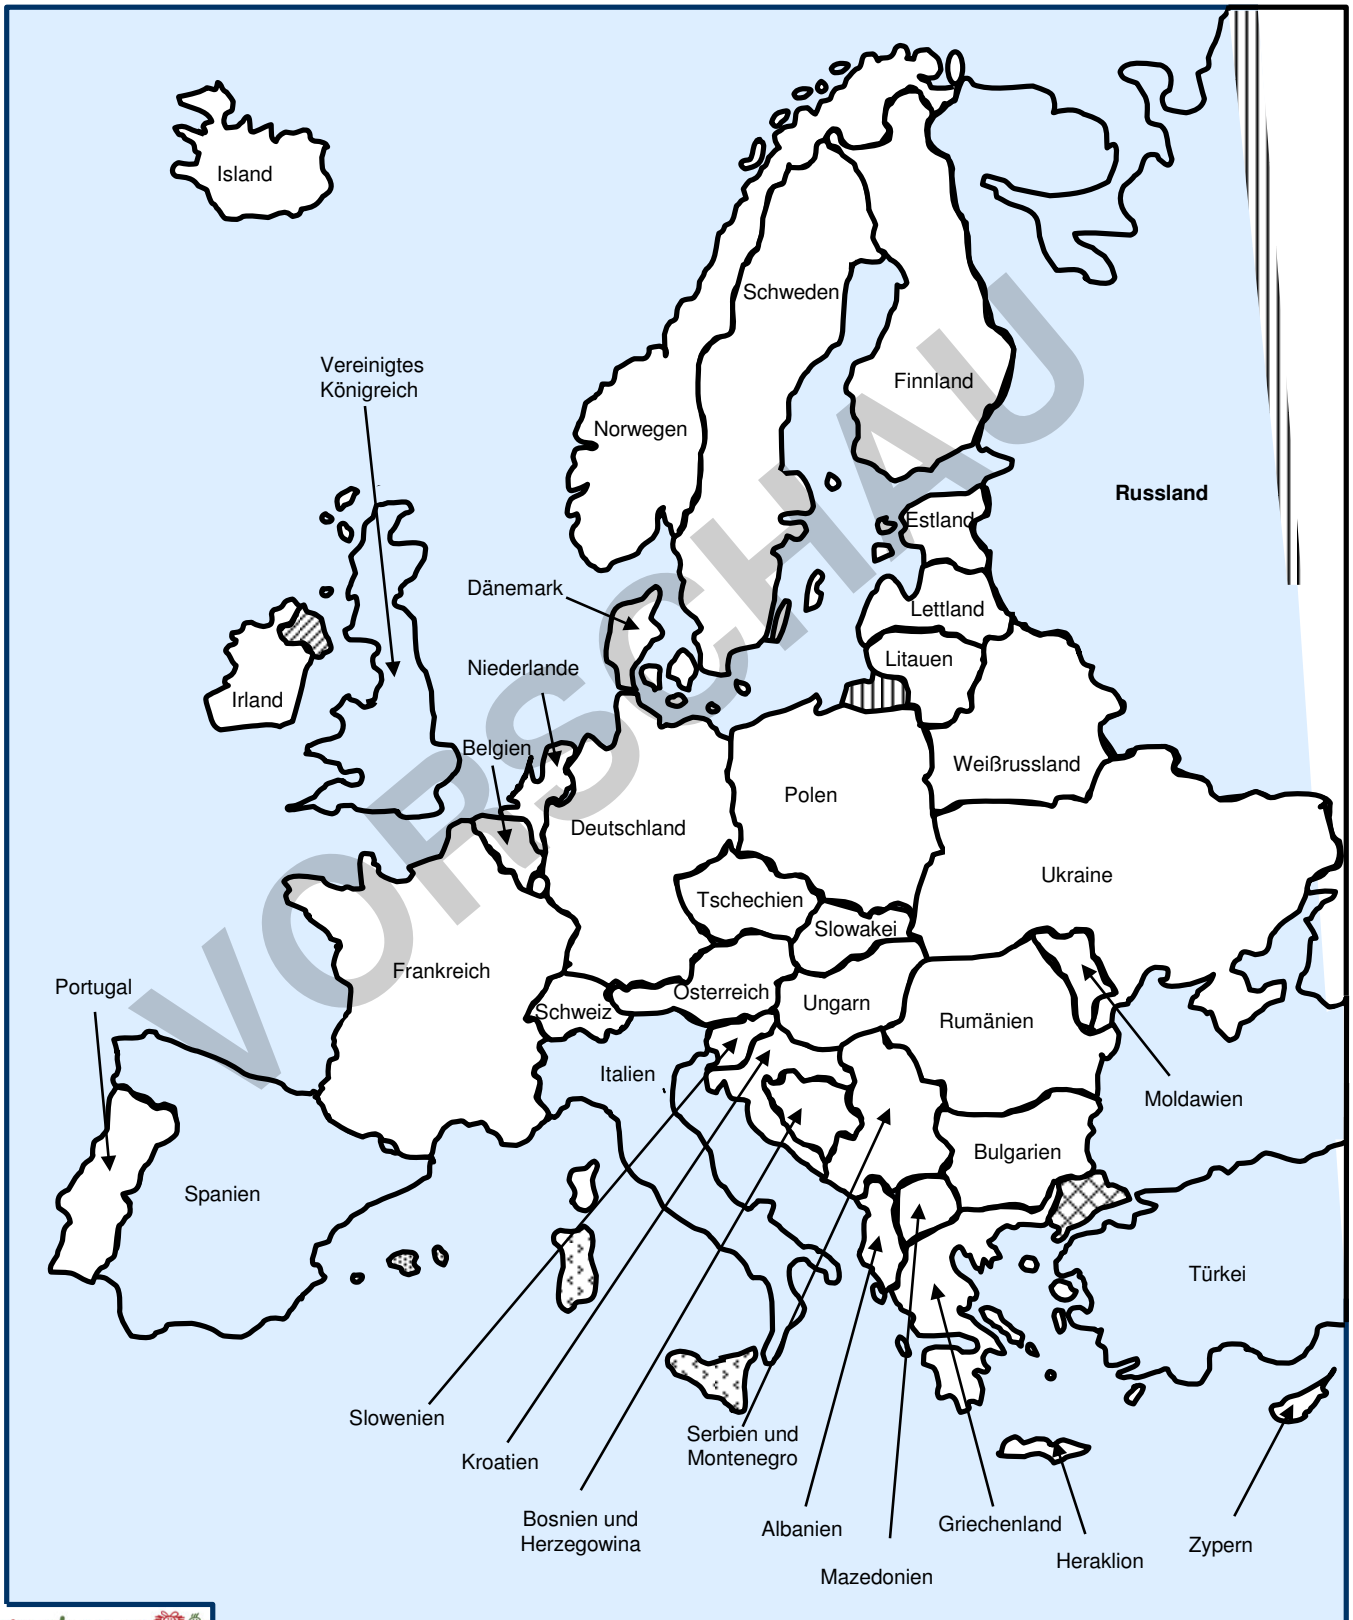 Island
Schweden
Vereinigtes
Königreich
Finnland
Norwegen
Russland
Estland
Dänemark
Lettland
Litauen
Niederlande
Irland
Belgien
Weißrussland
Polen
Deutschland
Ukraine
Tschechien
Slowakei
Frankreich
Portugal
Österreich
Ungarn
Schweiz
Rumänien
Italien
Moldawien
Bulgarien
Spanien
Türkei
Slowenien
Kroatien
Serbien und
Montenegro
Bosnien und
Herzegowina
Albanien
Griechenland
Zypern
Heraklion
Mazedonien
VORSCHAU